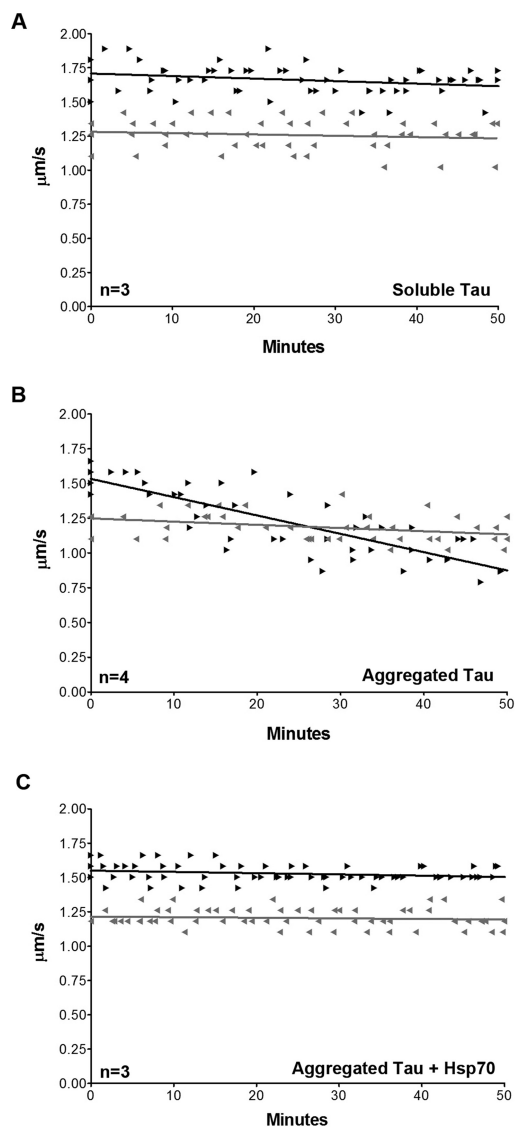 A
2.00
1.75
1.50
1.25
1.00
0.75
0.50
0.25
0.00
μm/s
n=3
Soluble Tau
0 10 20 30 40 50
Minutes
B
2.00
1.75
1.50
1.25
1.00
0.75
0.50
0.25
0.00
μm/s
n=4
Aggregated Tau
0 10 20 30 40 50
Minutes
C
2.00
1.75
1.50
1.25
1.00
0.75
0.50
0.25
0.00
μm/s
n=3
Aggregated Tau + Hsp70
0 10 20 30 40 50
Minutes